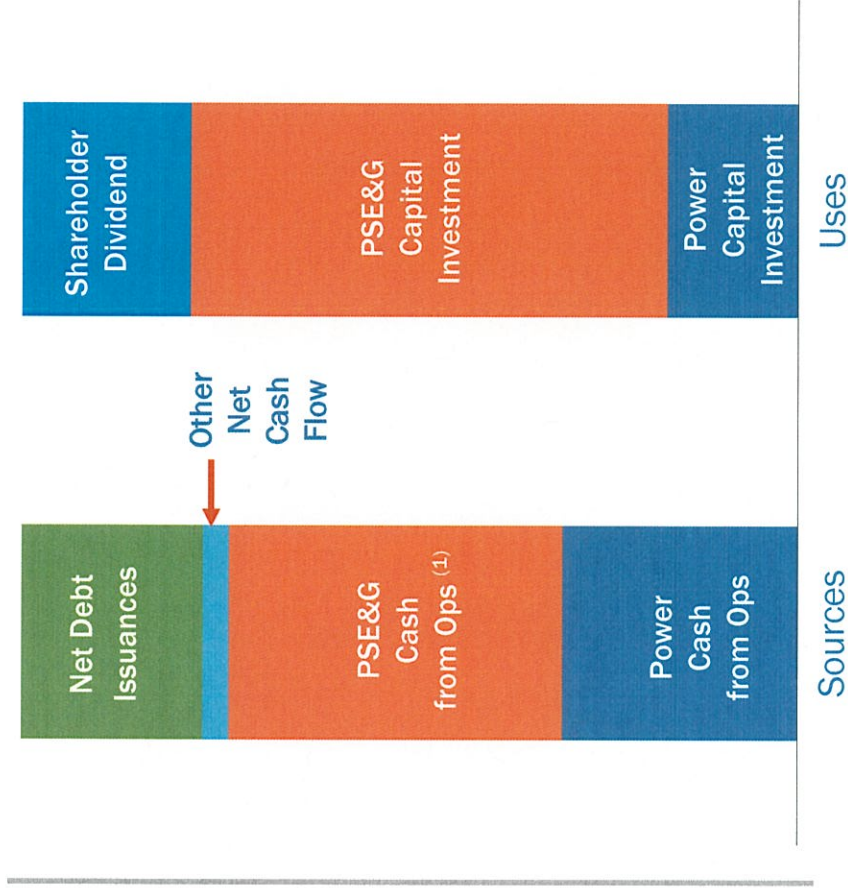 Net Debt
Issuances
Other
Net
Cash
Flow
PSE&G
Cash
from Ops (1)
Power
Cash
from Ops
Sources
Shareholder
Dividend
PSE&G
Capital
Investment
Power
Capital
Investment
Uses